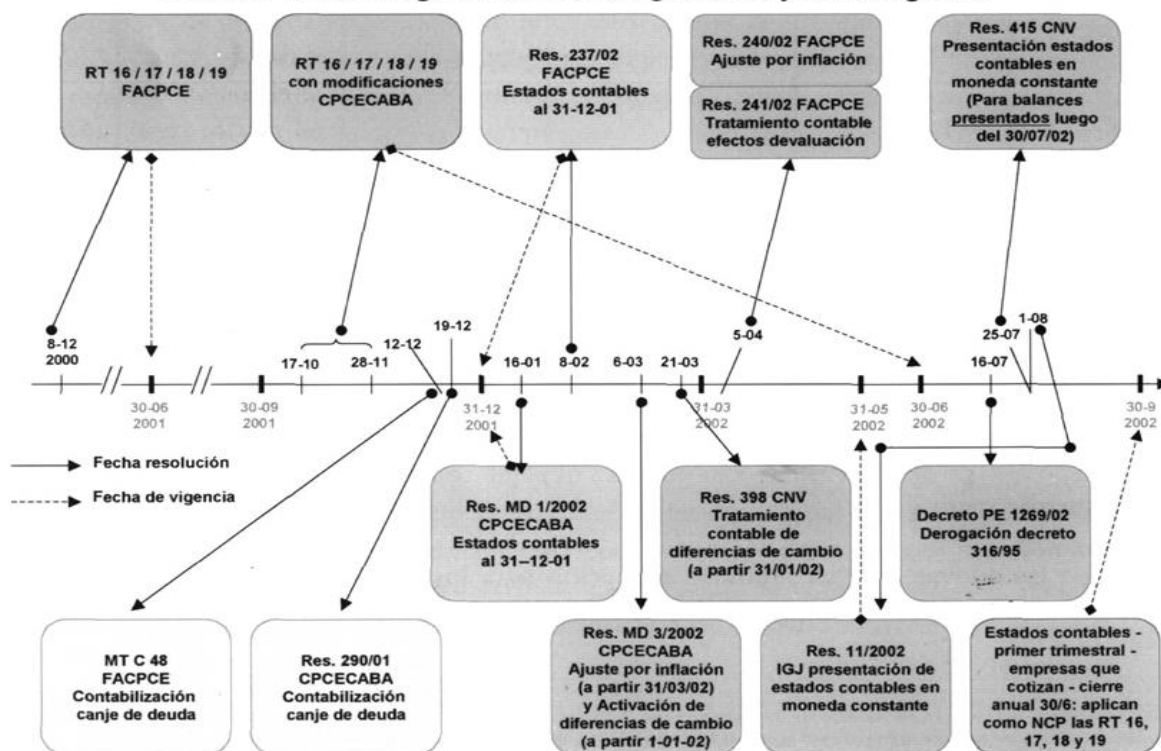 RT 16 / 17 / 18 / 19
FACPCE
RT 16 / 17 / 18 / 19
con modificaciones
CPCECABA
Res. 237/02
FACPCE
Estados contables
al 31-12-01
Res. 240/02 FACPCE
Ajuste por inflación
Res. 241/02 FACPCE
Tratamiento contable
efectos devaluación
Res. 415 CNV
Presentación estados
contables en
moneda constante
(Para balances
presentados luego
del 30/07/02)
8-12
2000
17-10
28-11
12-12
19-12
16-01
8-02
6-03
21-03
5-04
16-07
25-07
1-08
30-06
2001
30-09
2001
31-12
2001
31-03
2002
31-05
2002
30-06
2002
30-9
2002
Fecha resolución
Fecha de vigencia
Res. MD 1/2002
CPCECABA
Estados contables
al 31--12-01
Res. 398 CNV
Tratamiento
contable de
diferencias de cambio
(a partir 31/01/02)
Decreto PE 1269/02
Derogación decreto
316/95
MT C 48
FACPCE
Contabilización
canje de deuda
Res. 290/01
CPCECABA
Contabilización
canje de deuda
Res. MD 3/2002
CPCECABA
Ajuste por inflación
(a partir 31/03/02)
y Activación de
diferencias de cambio
(a partir 1-01-02)
Res. 11/2002
IGJ presentación de
estados contables en
moneda constante
Estados contables -
primer trimestral -
empresas que
cotizan - cierre
anual 30/6: aplican
como NCP las RT 16,
17, 18 y 19